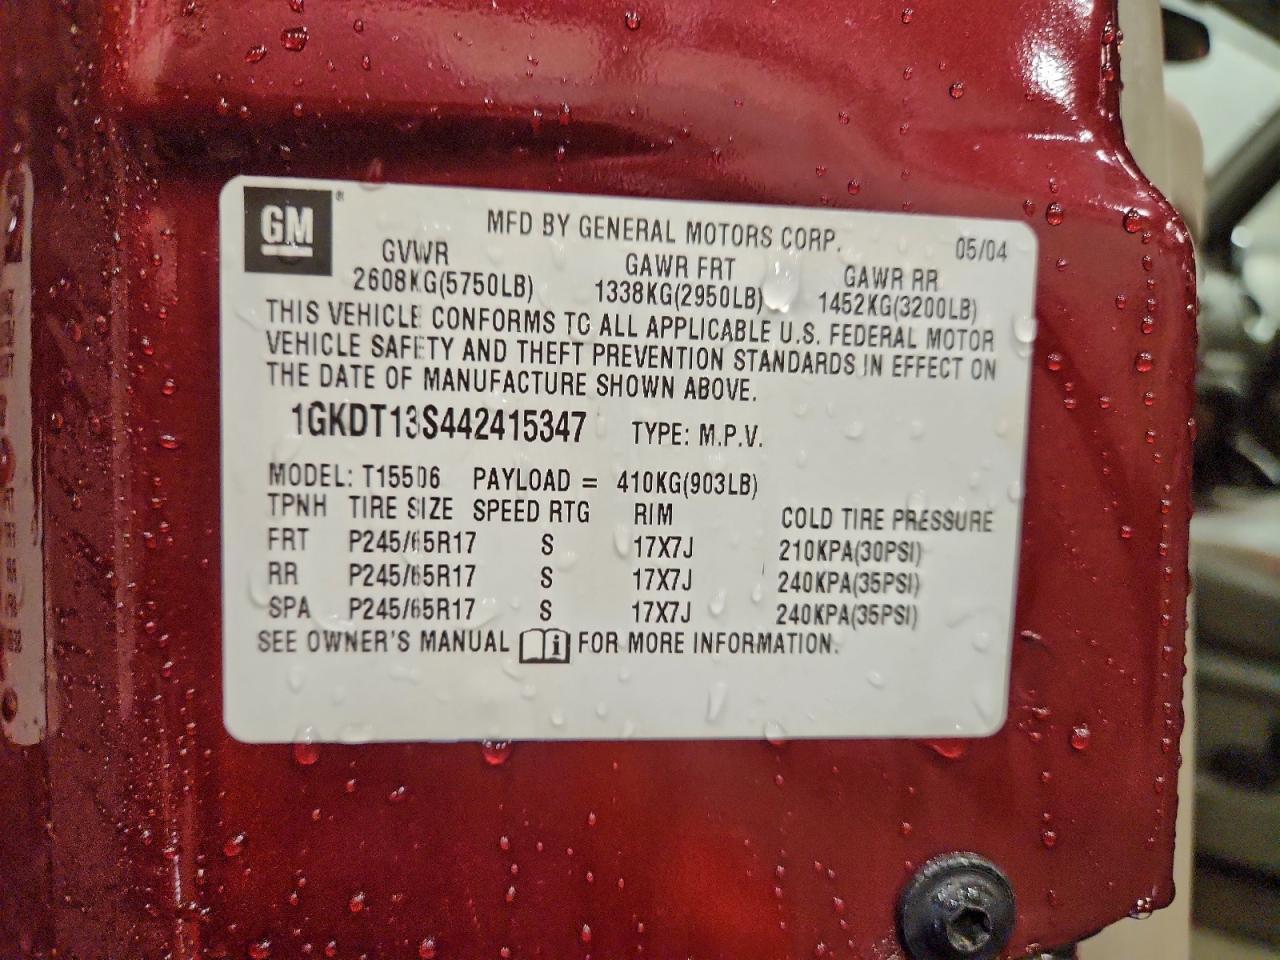 GM®
MFD BY GENERAL MOTORS CORP. 05/04
GVWR GAWR FRT GAWR RR
2608KG(5750LB) 1338KG(2950LB) 1452KG(3200LB)
THIS VEHICLE CONFORMS TO ALL APPLICABLE U.S. FEDERAL MOTOR
VEHICLE SAFETY AND THEFT PREVENTION STANDARDS IN EFFECT ON
THE DATE OF MANUFACTURE SHOWN ABOVE.
1GKDT13S442415347 TYPE: M.P.V.
MODEL: T15506 PAYLOAD = 410KG(903LB)
TPNH TIRE SIZE SPEED RTG RIM COLD TIRE PRESSURE
FRT P245/65R17 S 17X7J 210KPA(30PSI)
RR P245/65R17 S 17X7J 240KPA(35PSI)
SPA P245/65R17 S 17X7J 240KPA(35PSI)
SEE OWNER'S MANUAL FOR MORE INFORMATION.